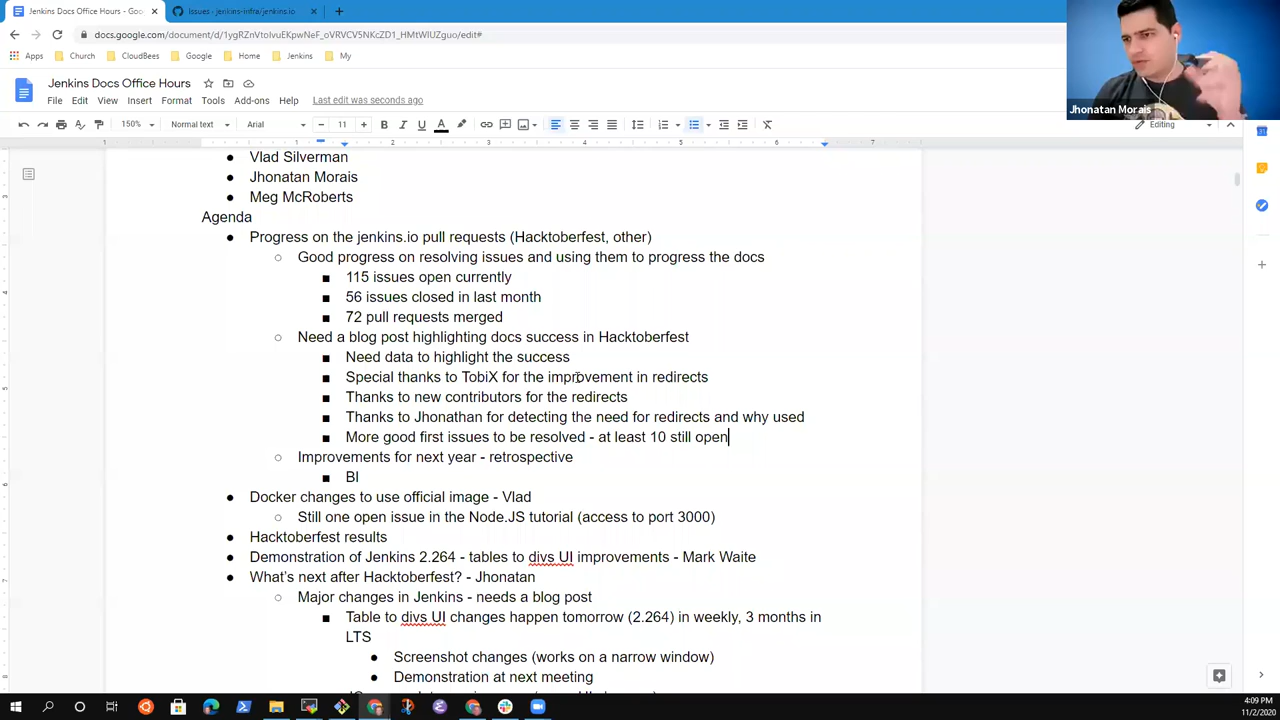 Jenkins Docs Office Hours - Goo
Issues · jenkins-infra/jenkins.io
docs.google.com/document/d/1ygRZnVtoIvuEKpwNeF_oVRVCV5NKcZD1_HMtWlUZguo/edit#
Apps
Church
CloudBees
Google
Home
Jenkins
My
Jenkins Docs Office Hours
File Edit View Insert Format Tools Add-ons Help Last edit was seconds ago
150% Normal text Arial 11 Editing
Jhonatan Morais
1 2 3 4 5 6 7
Vlad Silverman
Jhonatan Morais
Meg McRoberts
Agenda
Progress on the jenkins.io pull requests (Hacktoberfest, other)
Good progress on resolving issues and using them to progress the docs
115 issues open currently
56 issues closed in last month
72 pull requests merged
Need a blog post highlighting docs success in Hacktoberfest
Need data to highlight the success
Special thanks to TobiX for the improvement in redirects
Thanks to new contributors for the redirects
Thanks to Jhonathan for detecting the need for redirects and why used
More good first issues to be resolved - at least 10 still open
Improvements for next year - retrospective
Bl
Docker changes to use official image - Vlad
Still one open issue in the Node.JS tutorial (access to port 3000)
Hacktoberfest results
Demonstration of Jenkins 2.264 - tables to divs UI improvements - Mark Waite
What's next after Hacktoberfest? - Jhonatan
Major changes in Jenkins - needs a blog post
Table to divs UI changes happen tomorrow (2.264) in weekly, 3 months in
LTS
Screenshot changes (works on a narrow window)
Demonstration at next meeting
4:09 PM
11/2/2020